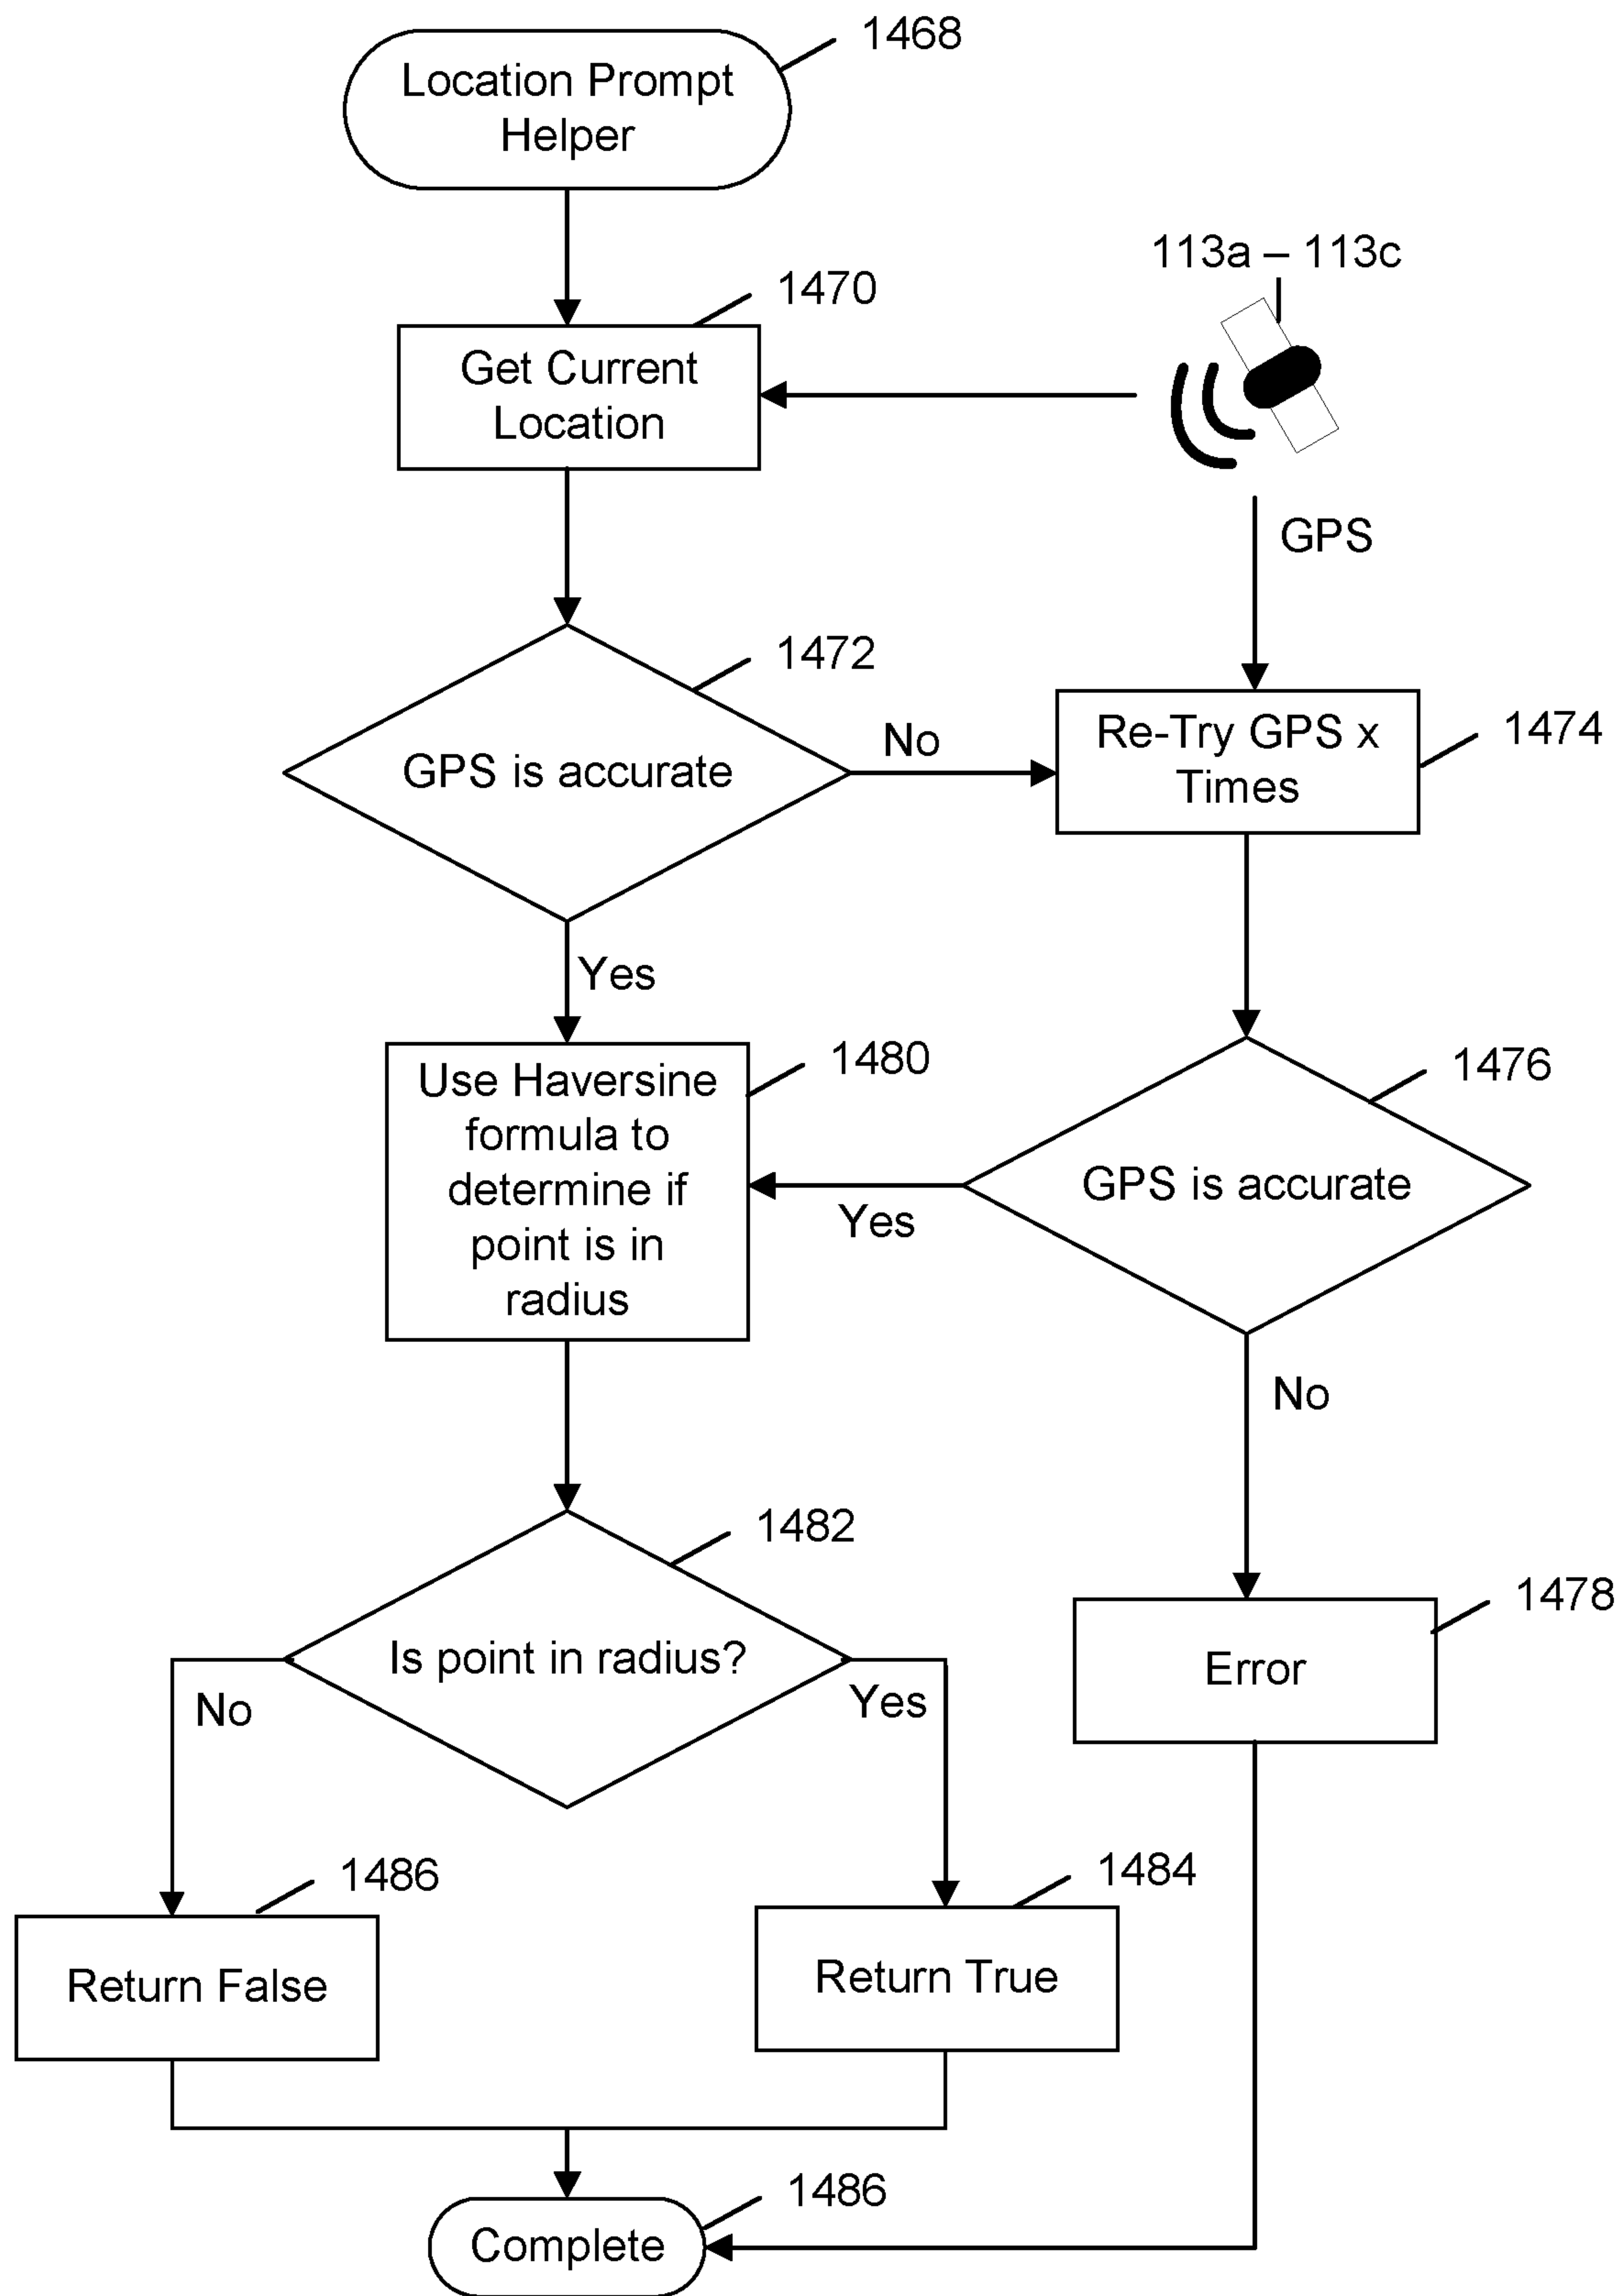 1468
Location Prompt
Helper
113a – 113c
1470
Get Current
Location
GPS
1472
GPS is accurate
No
Re-Try GPS x
Times
1474
Yes
1480
Use Haversine
formula to
determine if
point is in
radius
1476
GPS is accurate
Yes
No
1482
Is point in radius?
No
Yes
1478
Error
1486
Return False
1484
Return True
1486
Complete